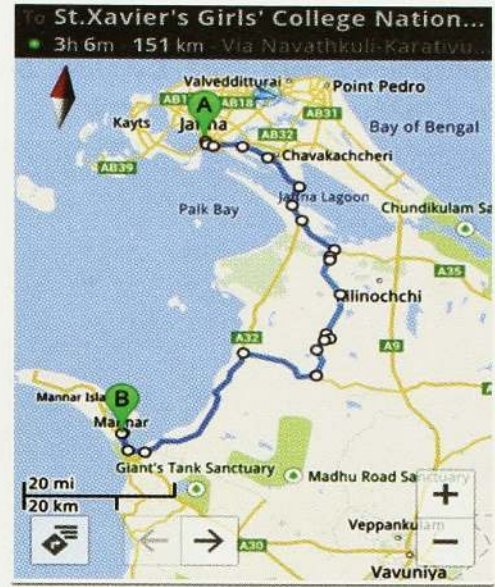 To St.Xavier's Girls' College Nation...
3h 6m - 151 km - Via Navathkuli-Karativu...
Valvedditturai
Point Pedro
A
AB18
AB31
Kayts
Jaffna
AB32
Bay of Bengal
Chavakachcheri
AB39
Jaffna Lagoon
Palk Bay
Chundikulam Sa
A35
Kilinochchi
A32
A9
Mannar Isla
B
Mannar
Giant's Tank Sanctuary
Madhu Road Sanctuary
20 mi
20 km
+
Veppankulam
A30
Vavuniya